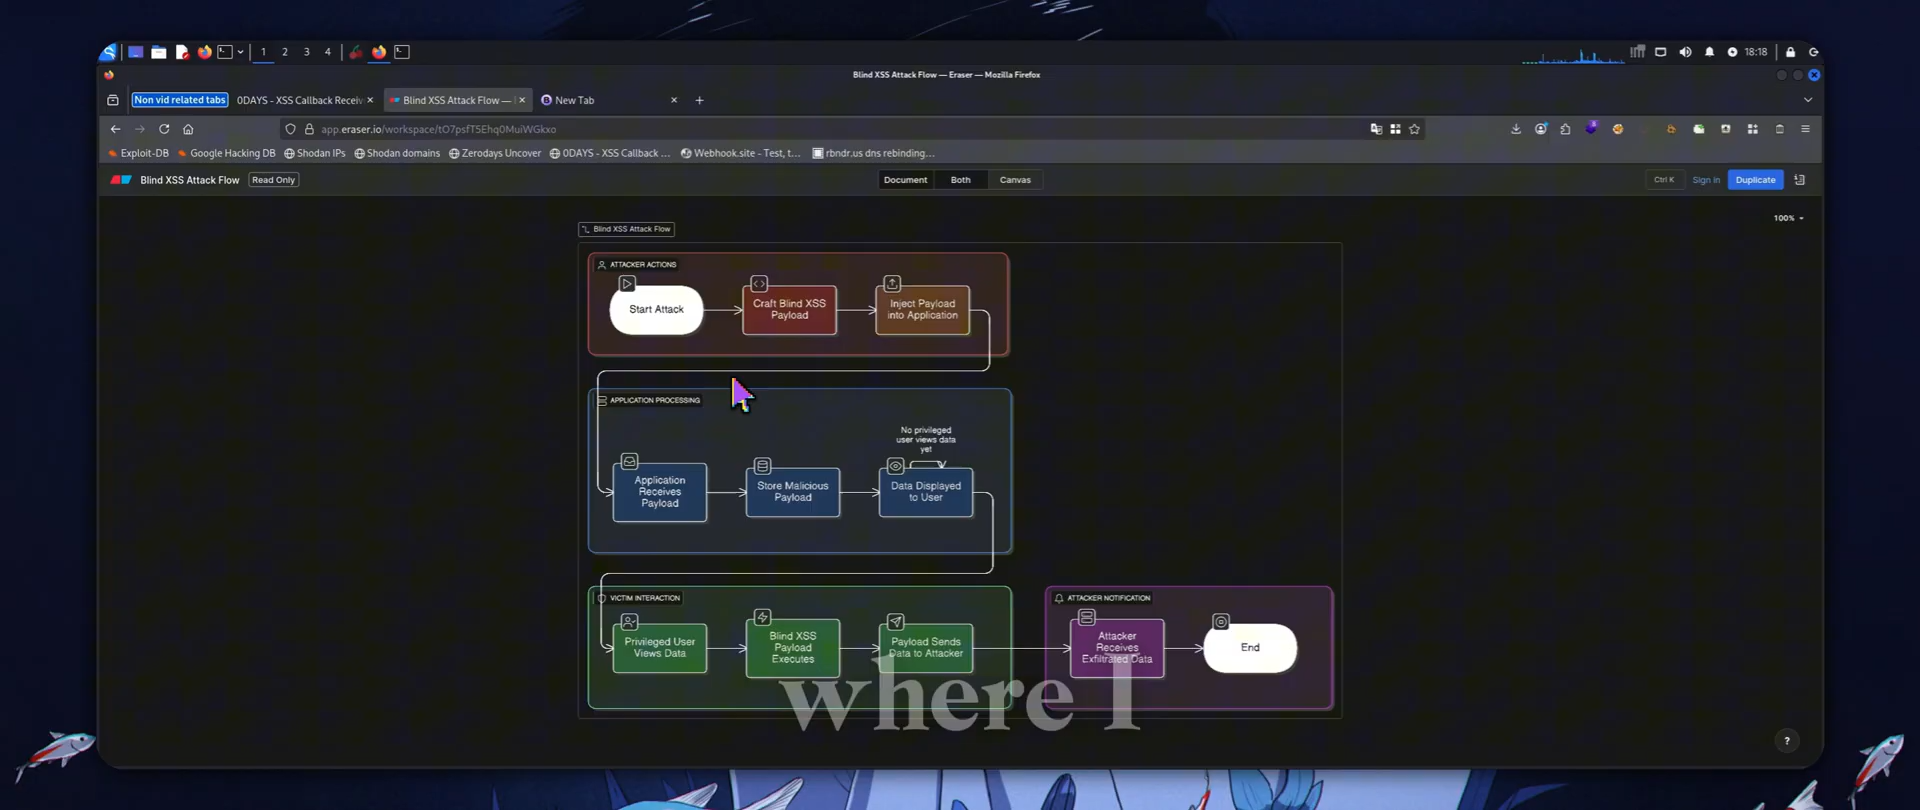 1 2 3 4
18:18
Blind XSS Attack Flow — Eraser — Mozilla Firefox
Non vid related tabs
0DAYS - XSS Callback Receiv
Blind XSS Attack Flow —
New Tab
app.eraser.io/workspace/tO7psfT5Ehq0MuiWGkxo
Exploit-DB
Google Hacking DB
Shodan IPs
Shodan domains
Zerodays Uncover
0DAYS - XSS Callback ...
Webhook.site - Test, t...
rbndr.us dns rebinding...
Blind XSS Attack Flow
Read Only
Document
Both
Canvas
Ctrl K
Sign in
Duplicate
100%
Blind XSS Attack Flow
ATTACKER ACTIONS
Start Attack
Craft Blind XSS
Payload
Inject Payload
into Application
APPLICATION PROCESSING
No privileged
user views data
yet
Application
Receives
Payload
Store Malicious
Payload
Data Displayed
to User
VICTIM INTERACTION
Privileged User
Views Data
Blind XSS
Payload
Executes
Payload Sends
Data to Attacker
ATTACKER NOTIFICATION
Attacker
Receives
Exfiltrated Data
End
where I
?